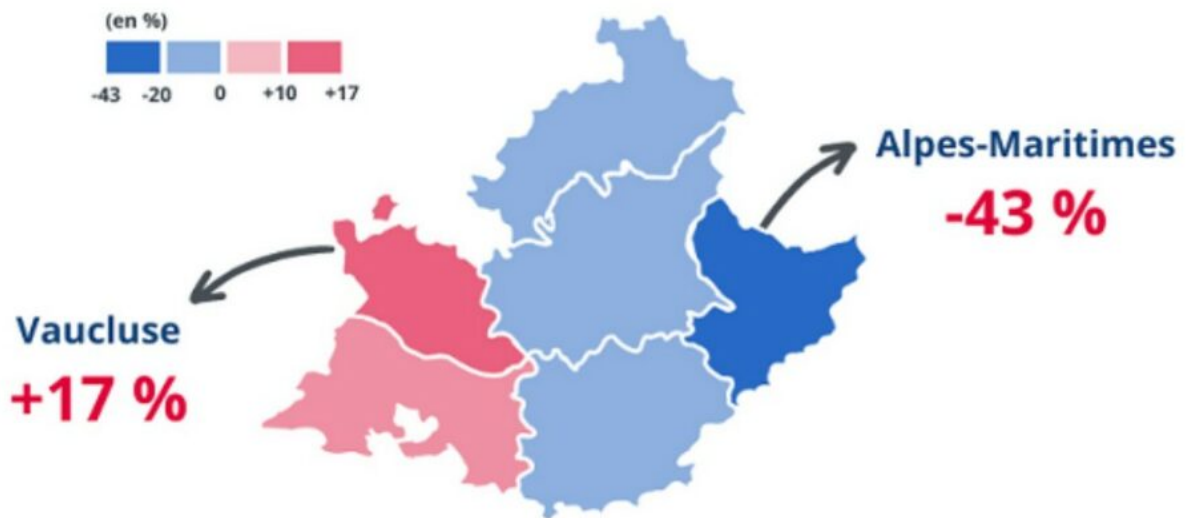 (en %)
-43 -20 0 +10 +17
Alpes-Maritimes
-43 %
Vaucluse
+17 %